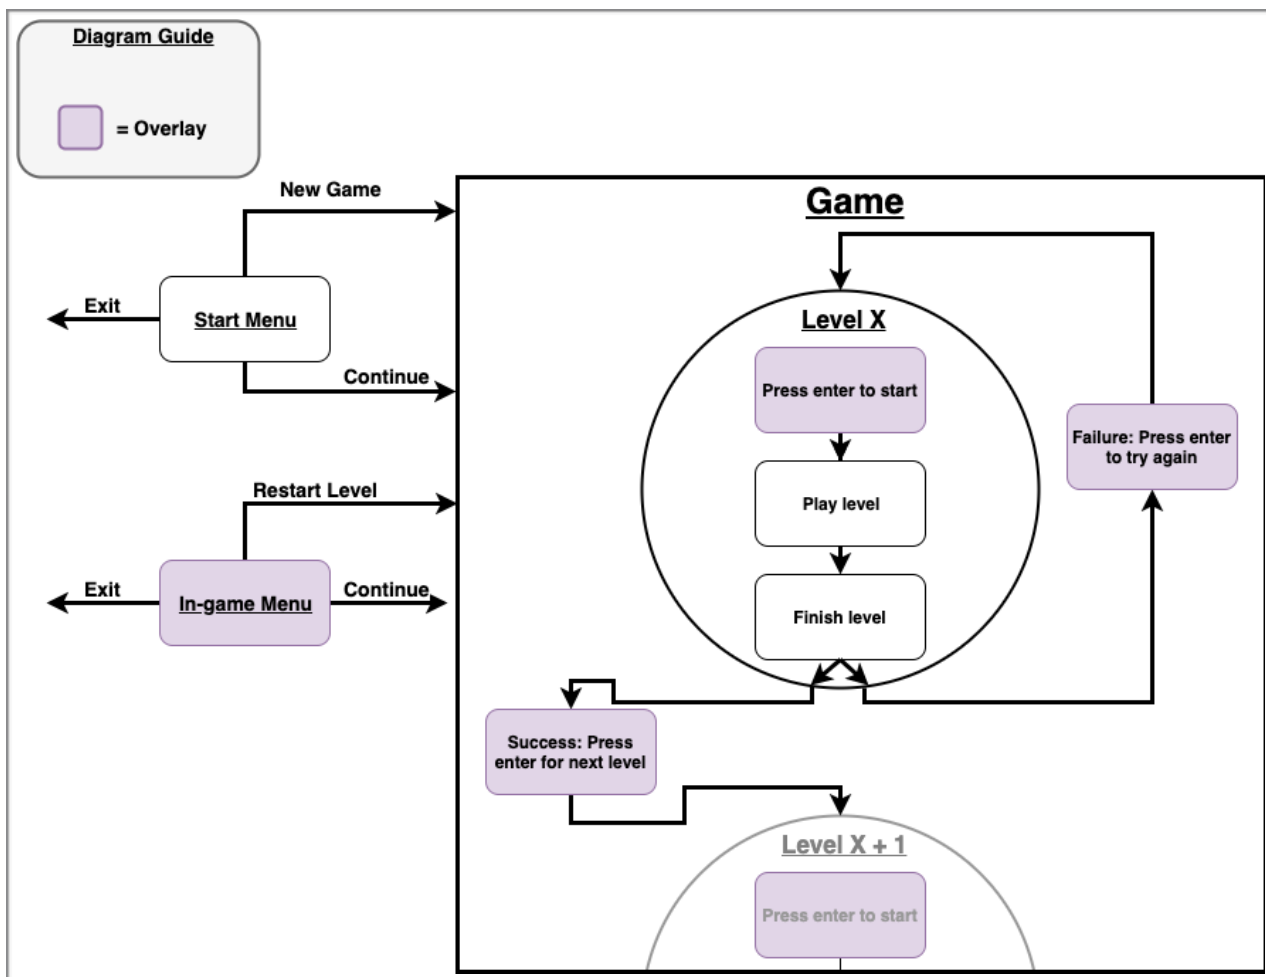 Diagram Guide
= Overlay
New Game
Game
Exit
Start Menu
Continue
Level X
Press enter to start
Failure: Press enter
to try again
Restart Level
Play level
Exit
In-game Menu
Continue
Finish level
Success: Press
enter for next level
Level X + 1
Press enter to start